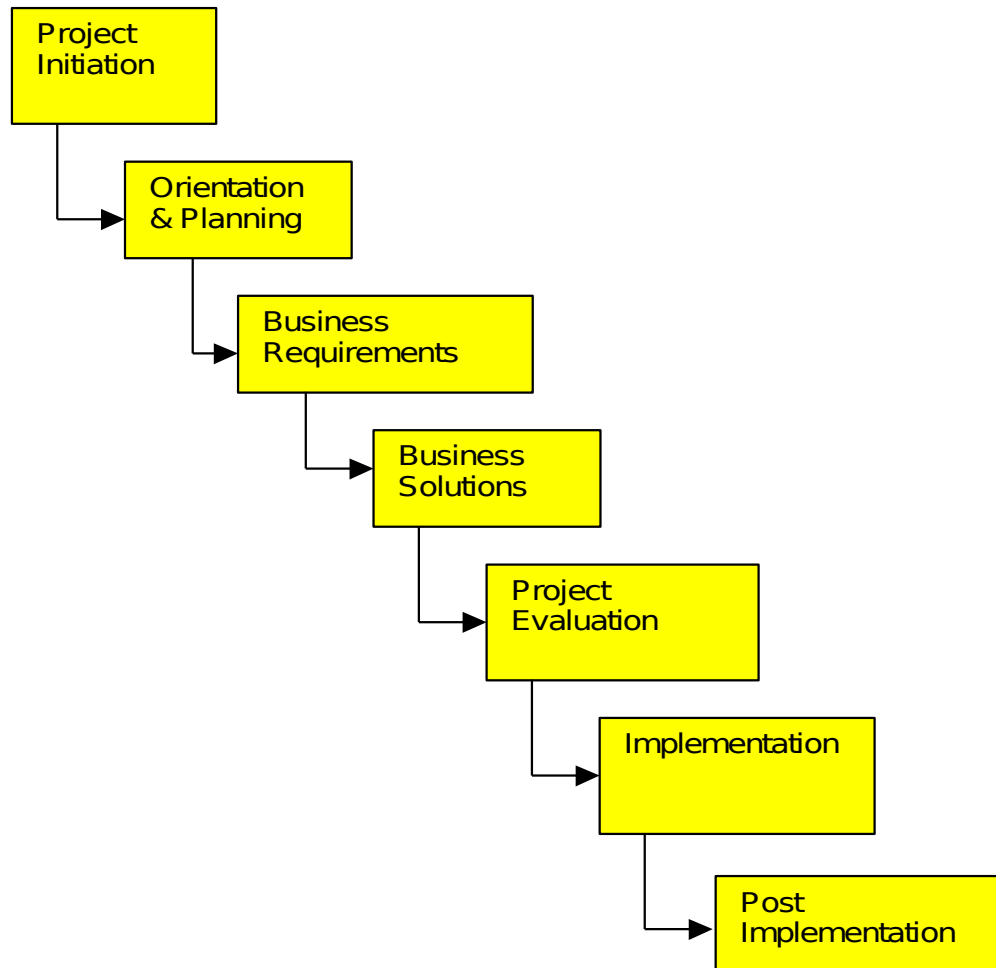 Project
Initiation
Orientation
& Planning
Business
Requirements
Business
Solutions
Project
Evaluation
Implementation
Post
Implementation